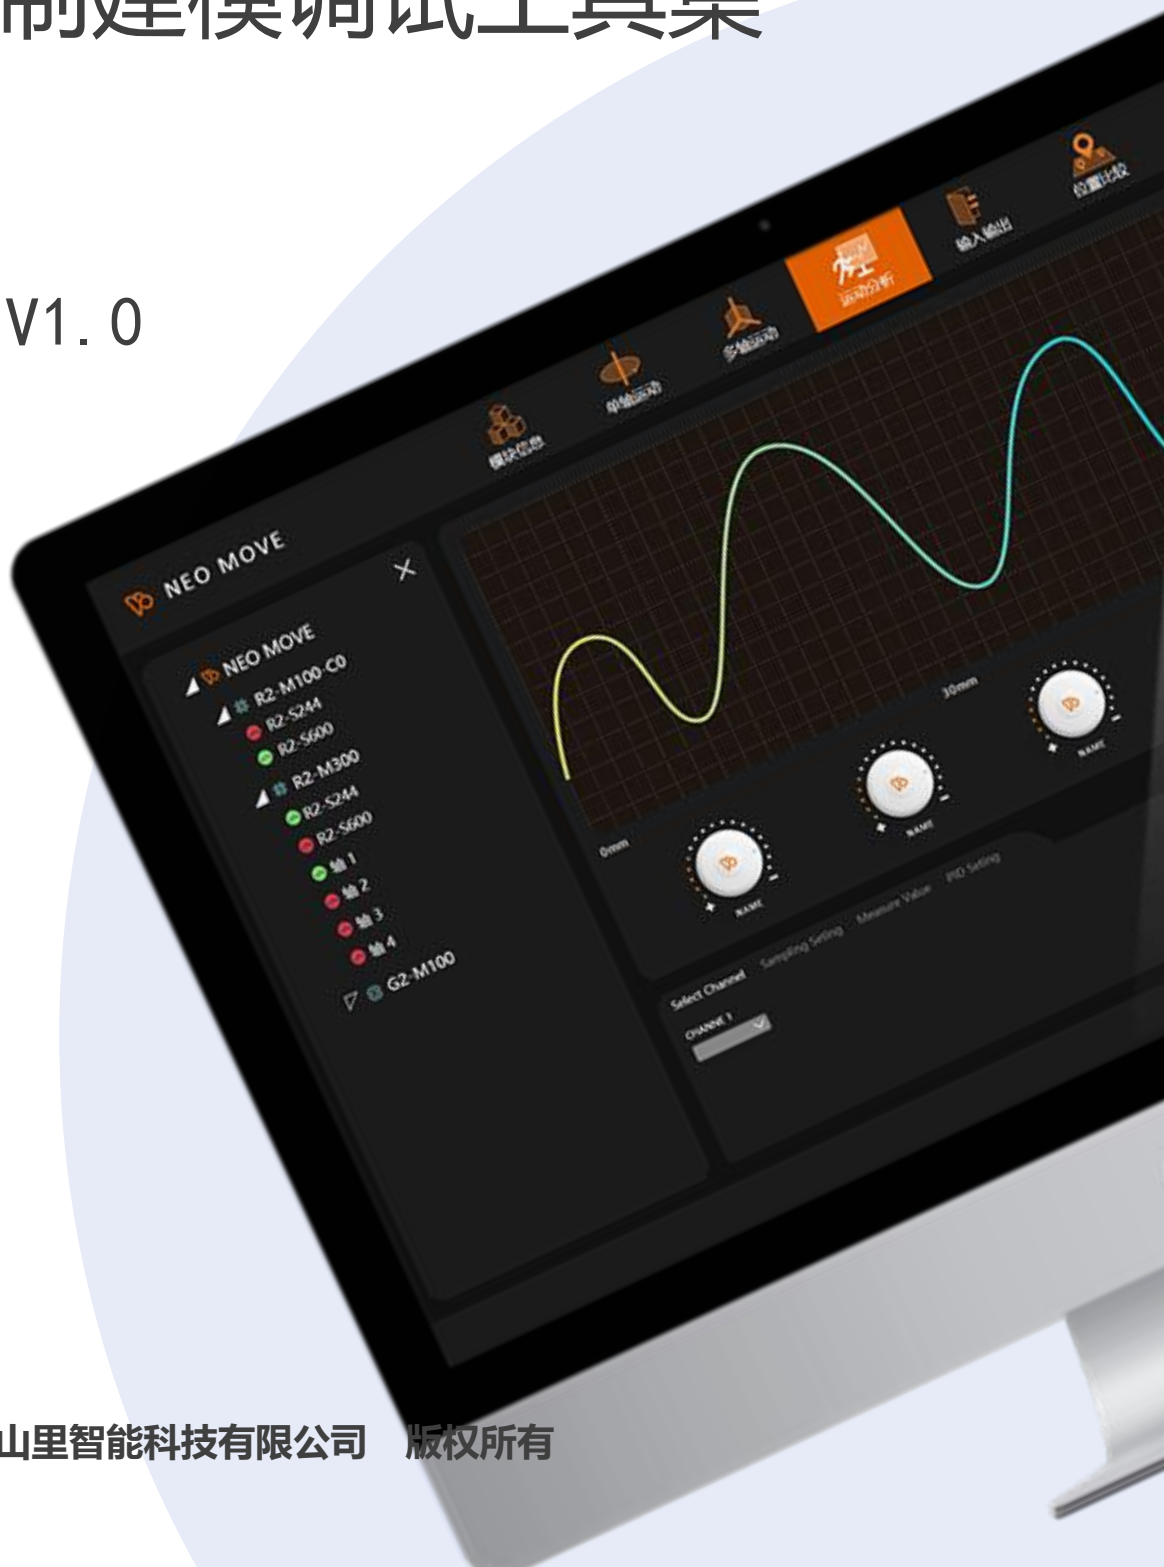 制建模调试工具集
V1.0
位置比较
输入输出
运动分析
多轴运动
单轴运动
模块信息
NEO MOVE
NEO MOVE
R2-M100-C0
R2-S244
R2-S600
R2-M300
R2-S244
R2-S600
轴 1
轴 2
轴 3
轴 4
G2-M100
0mm
30mm
NAME
NAME
NAME
Select Channel
Sampling Seting
Measure Value
PID Seting
CHANNE 1
山里智能科技有限公司 版权所有